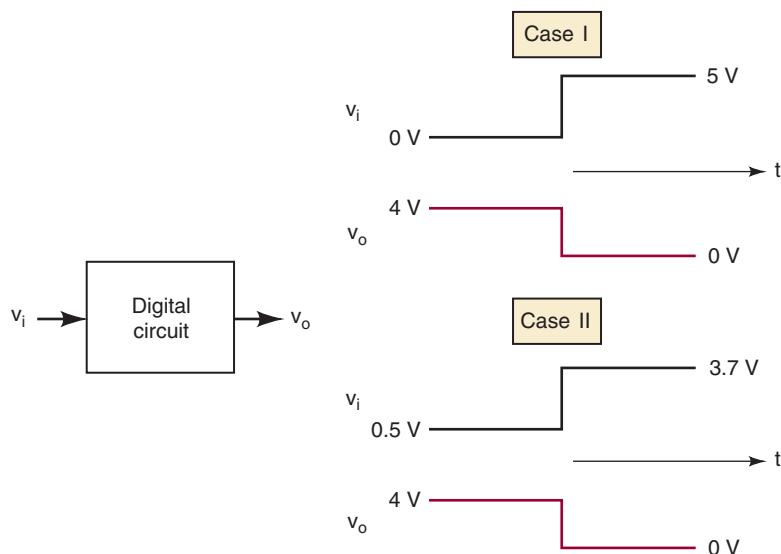 Case I
5 V
vi
0 V
t
4 V
vo
0 V
Digital
circuit
vi
vo
Case II
3.7 V
vi
0.5 V
t
4 V
vo
0 V